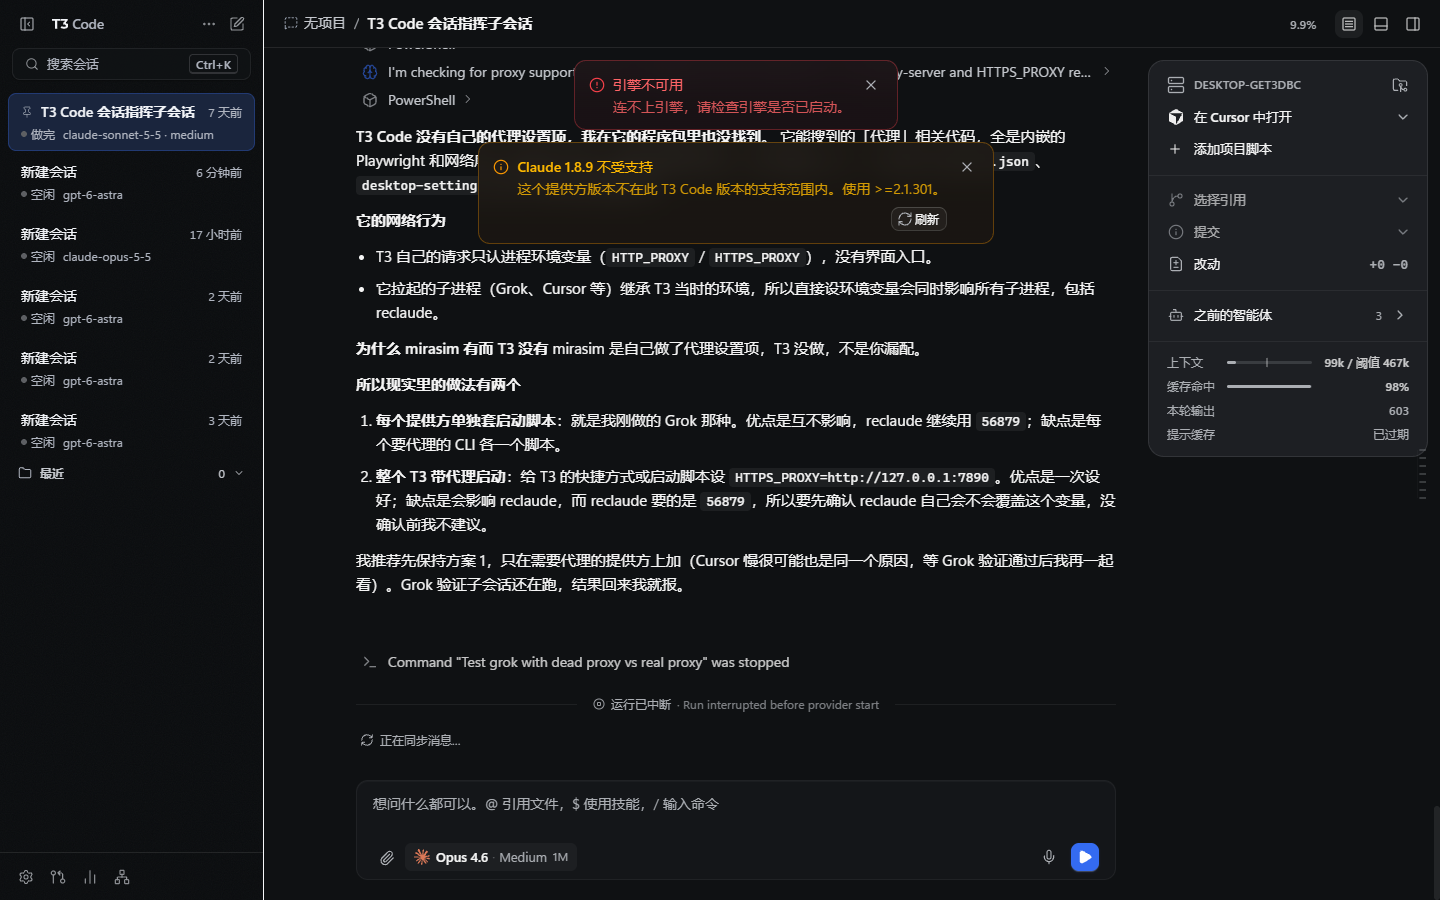 T3 Code
搜索会话
Ctrl+K
T3 Code 会话指挥子会话 7 天前
做完 claude-sonnet-5-5 · medium
新建会话 6 分钟前
空闲 gpt-6-astra
新建会话 17 小时前
空闲 claude-opus-5-5
新建会话 2 天前
空闲 gpt-6-astra
新建会话 2 天前
空闲 gpt-6-astra
新建会话 3 天前
空闲 gpt-6-astra
最近 0
无项目 / T3 Code 会话指挥子会话
9.9%
PowerShell
I'm checking for proxy suppor
y-server and HTTPS_PROXY re...
PowerShell
引擎不可用
连不上引擎，请检查引擎是否已启动。
T3 Code 没有自己的代理设置项，我在它的程序包里也没找到。 它能搜到的「代理」相关代码，全是内嵌的
Playwright 和网络
.json 、
desktop-setting
Claude 1.8.9 不受支持
这个提供方版本不在此 T3 Code 版本的支持范围内。使用 >=2.1.301。
刷新
它的网络行为
• T3 自己的请求只认进程环境变量（ HTTP_PROXY / HTTPS_PROXY ），没有界面入口。
• 它拉起的子进程（Grok、Cursor 等）继承 T3 当时的环境，所以直接设环境变量会同时影响所有子进程，包括
reclaude。
为什么 mirasim 有而 T3 没有 mirasim 是自己做了代理设置项，T3 没做，不是你漏配。
所以现实里的做法有两个
1. 每个提供方单独套启动脚本：就是我刚做的 Grok 那种。优点是互不影响，reclaude 继续用 56879 ；缺点是每
个要代理的 CLI 各一个脚本。
2. 整个 T3 带代理启动：给 T3 的快捷方式或启动脚本设 HTTPS_PROXY=http://127.0.0.1:7890 。优点是一次设
好；缺点是会影响 reclaude，而 reclaude 要的是 56879 ，所以要先确认 reclaude 自己会不会覆盖这个变量，没
确认前我不建议。
我推荐先保持方案 1，只在需要代理的提供方上加（Cursor 慢很可能也是同一个原因，等 Grok 验证通过后我再一起
看）。Grok 验证子会话还在跑，结果回来我就报。
Command "Test grok with dead proxy vs real proxy" was stopped
运行已中断 · Run interrupted before provider start
正在同步消息...
想问什么都可以。@ 引用文件，$ 使用技能，/ 输入命令
Opus 4.6 · Medium 1M
DESKTOP-GET3DBC
在 Cursor 中打开
添加项目脚本
选择引用
提交
改动 +0 −0
之前的智能体 3
上下文 99k / 阈值 467k
缓存命中 98%
本轮输出 603
提示缓存 已过期